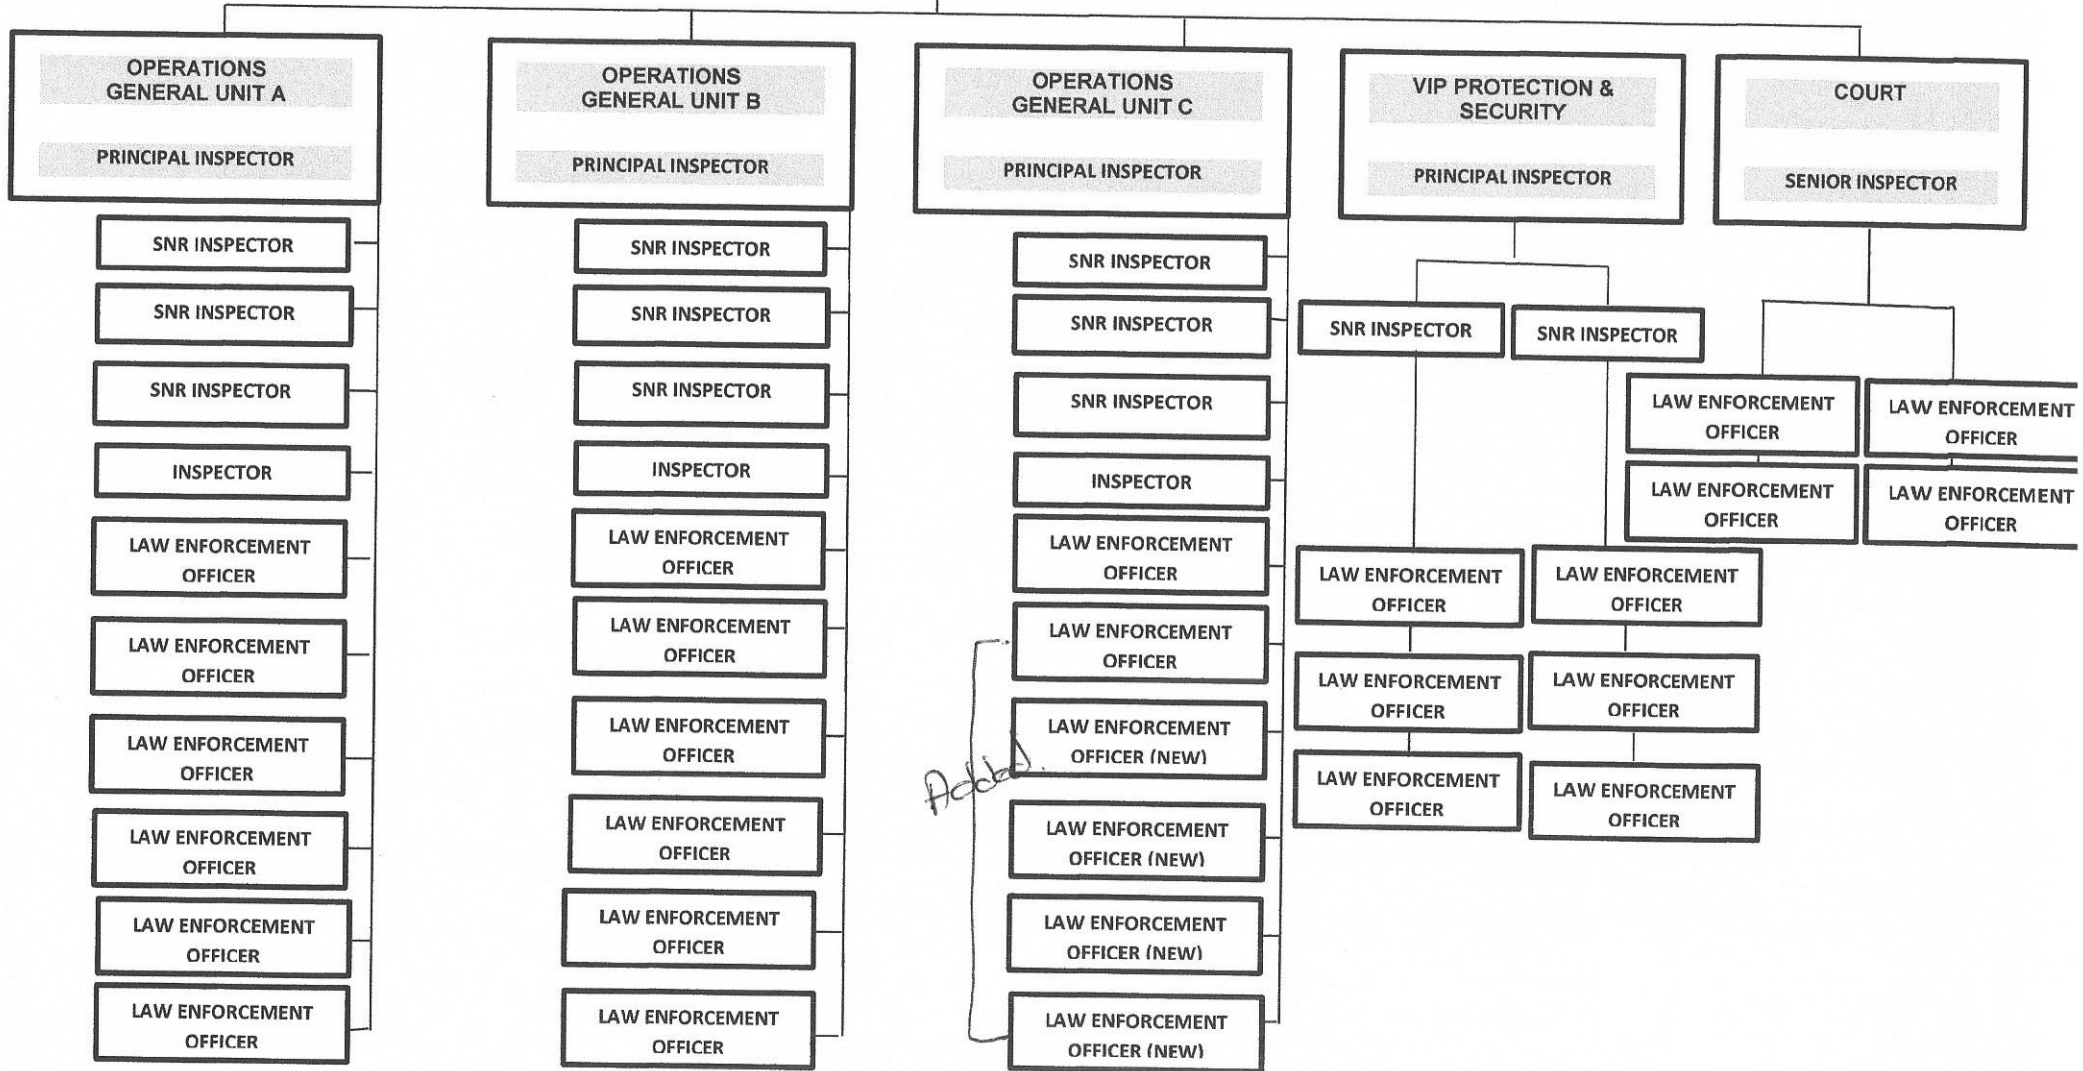 OPERATIONS
GENERAL UNIT A
PRINCIPAL INSPECTOR
SNR INSPECTOR
SNR INSPECTOR
SNR INSPECTOR
INSPECTOR
LAW ENFORCEMENT
OFFICER
LAW ENFORCEMENT
OFFICER
LAW ENFORCEMENT
OFFICER
LAW ENFORCEMENT
OFFICER
LAW ENFORCEMENT
OFFICER
LAW ENFORCEMENT
OFFICER
OPERATIONS
GENERAL UNIT B
PRINCIPAL INSPECTOR
SNR INSPECTOR
SNR INSPECTOR
SNR INSPECTOR
INSPECTOR
LAW ENFORCEMENT
OFFICER
LAW ENFORCEMENT
OFFICER
LAW ENFORCEMENT
OFFICER
LAW ENFORCEMENT
OFFICER
LAW ENFORCEMENT
OFFICER
LAW ENFORCEMENT
OFFICER
OPERATIONS
GENERAL UNIT C
PRINCIPAL INSPECTOR
SNR INSPECTOR
SNR INSPECTOR
SNR INSPECTOR
INSPECTOR
LAW ENFORCEMENT
OFFICER
LAW ENFORCEMENT
OFFICER
LAW ENFORCEMENT
OFFICER (NEW)
Added.
LAW ENFORCEMENT
OFFICER (NEW)
LAW ENFORCEMENT
OFFICER (NEW)
LAW ENFORCEMENT
OFFICER (NEW)
VIP PROTECTION &
SECURITY
PRINCIPAL INSPECTOR
SNR INSPECTOR
LAW ENFORCEMENT
OFFICER
LAW ENFORCEMENT
OFFICER
LAW ENFORCEMENT
OFFICER
SNR INSPECTOR
LAW ENFORCEMENT
OFFICER
LAW ENFORCEMENT
OFFICER
LAW ENFORCEMENT
OFFICER
COURT
SENIOR INSPECTOR
LAW ENFORCEMENT
OFFICER
LAW ENFORCEMENT
OFFICER
LAW ENFORCEMENT
OFFICER
LAW ENFORCEMENT
OFFICER